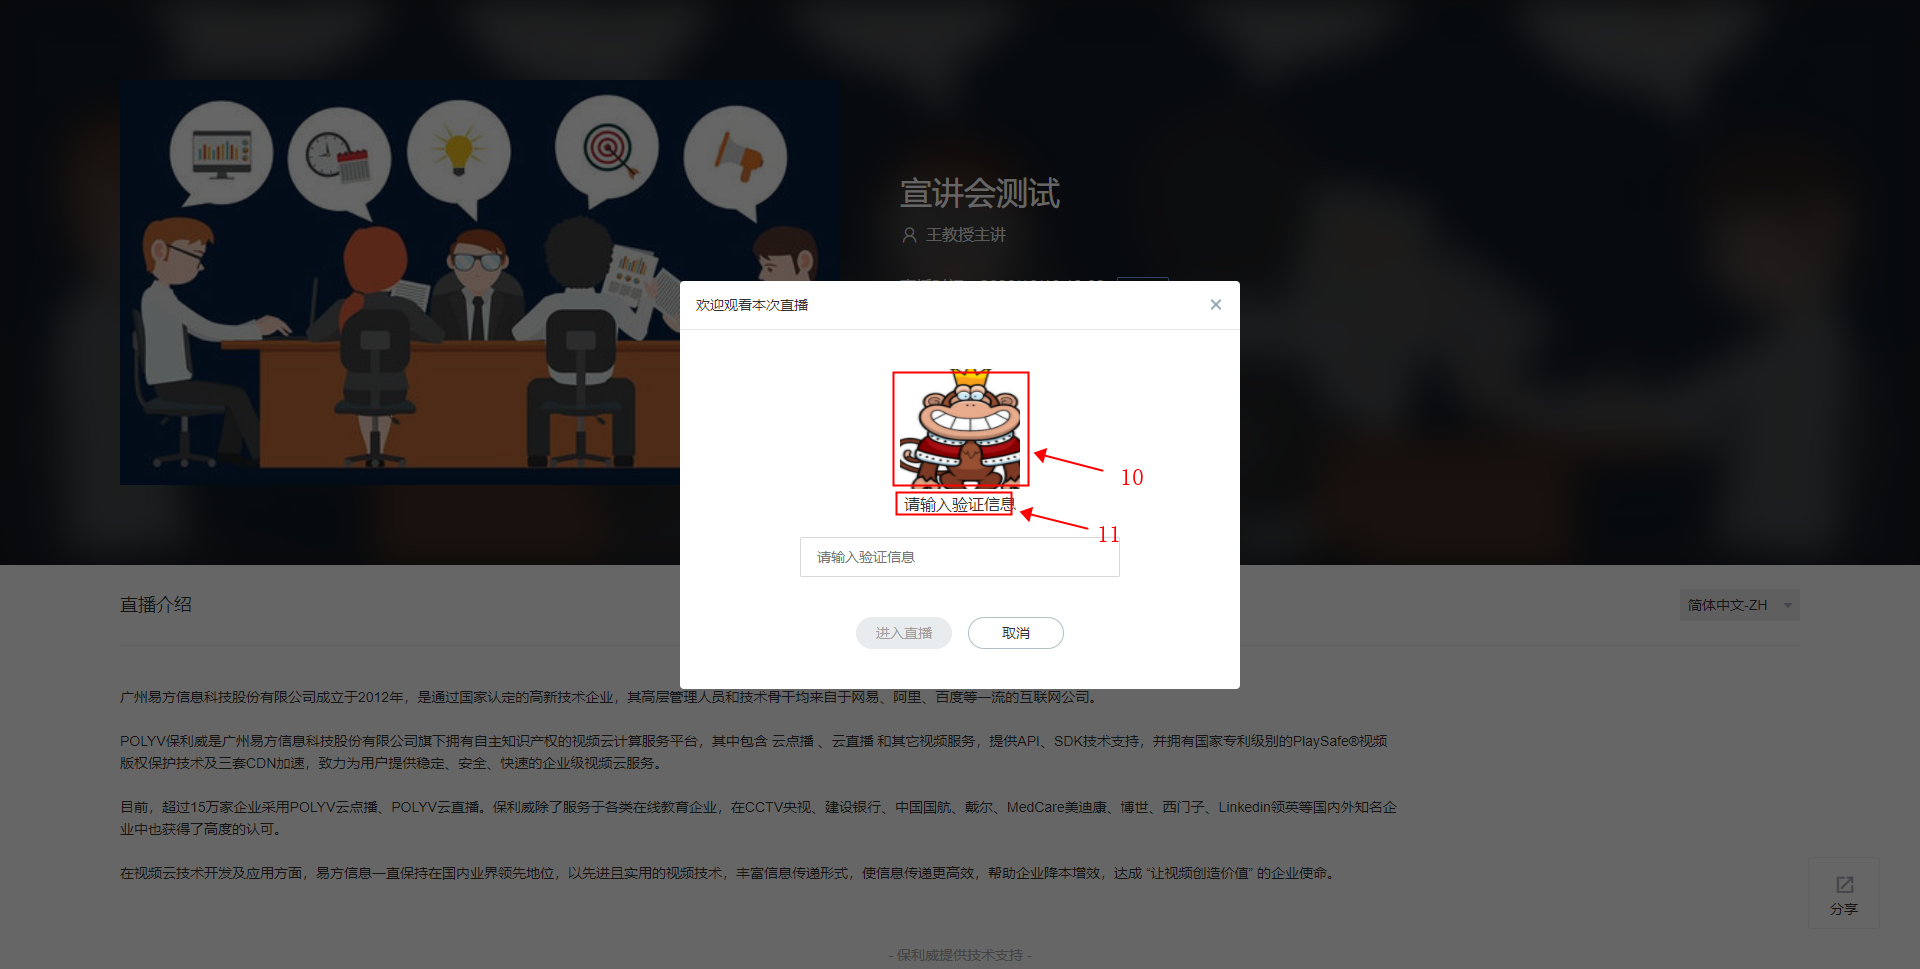 宣讲会测试
王教授主讲
欢迎观看本次直播
×
10
请输入验证信息
11
请输入验证信息
进入直播
取消
直播介绍
简体中文-ZH
广州易方信息科技股份有限公司成立于2012年，是通过国家认定的高新技术企业，其高层管理人员和技术骨干均来自于网易、阿里、百度等一流的互联网公司。
POLYV保利威是广州易方信息科技股份有限公司旗下拥有自主知识产权的视频云计算服务平台，其中包含 云点播 、云直播 和其它视频服务，提供API、SDK技术支持，并拥有国家专利级别的PlaySafe®视频
版权保护技术及三套CDN加速，致力为用户提供稳定、安全、快速的企业级视频云服务。
目前，超过15万家企业采用POLYV云点播、POLYV云直播。保利威除了服务于各类在线教育企业，在CCTV央视、建设银行、中国国航、戴尔、MedCare美迪康、博世、西门子、Linkedin领英等国内外知名企
业中也获得了高度的认可。
在视频云技术开发及应用方面，易方信息一直保持在国内业界领先地位，以先进且实用的视频技术，丰富信息传递形式，使信息传递更高效，帮助企业降本增效，达成 “让视频创造价值” 的企业使命。
分享
- 保利威提供技术支持 -